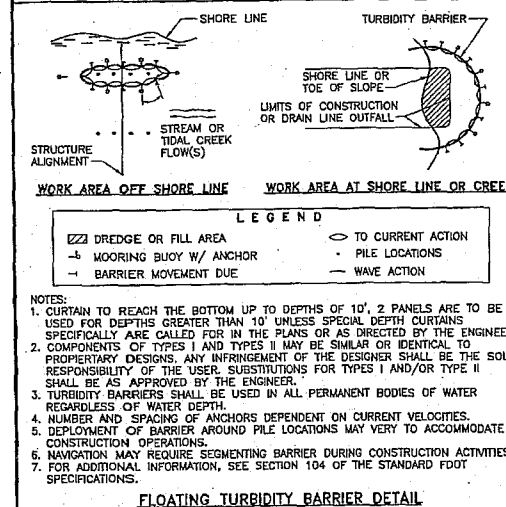 SHORE LINE
TURBIDITY BARRIER
SHORE LINE OR
TOE OF SLOPE
LIMITS OF CONSTRUCTION
OR DRAIN LINE OUTFALL
STREAM OR
TIDAL CREEK
FLOW(S)
STRUCTURE
ALIGNMENT
WORK AREA OFF SHORE LINE
WORK AREA AT SHORE LINE OR CREE
LEGEND
DREDGE OR FILL AREA
TO CURRENT ACTION
MOORING BUOY W/ ANCHOR
PILE LOCATIONS
BARRIER MOVEMENT DUE
WAVE ACTION
NOTES:
1. CURTAIN TO REACH THE BOTTOM UP TO DEPTHS OF 10', 2 PANELS ARE TO BE
USED FOR DEPTHS GREATER THAN 10' UNLESS SPECIAL DEPTH CURTAINS
SPECIFICALLY ARE CALLED FOR IN THE PLANS OR AS DIRECTED BY THE ENGINEE
2. COMPONENTS OF TYPES I AND TYPES II MAY BE SIMILAR OR IDENTICAL TO
PROPIERTARY DESIGNS. ANY INFRINGEMENT OF THE DESIGNER SHALL BE THE SOL
RESPONSIBILITY OF THE USER. SUBSTITUTIONS FOR TYPES I AND/OR TYPE II
SHALL BE AS APPROVED BY THE ENGINEER.
3. TURBIDITY BARRIERS SHALL BE USED IN ALL PERMANENT BODIES OF WATER
REGARDLESS OF WATER DEPTH.
4. NUMBER AND SPACING OF ANCHORS DEPENDENT ON CURRENT VELOCITIES.
5. DEPLOYMENT OF BARRIER AROUND PILE LOCATIONS MAY VERY TO ACCOMMODATE
CONSTRUCTION OPERATIONS.
6. NAVIGATION MAY REQUIRE SEGMENTING BARRIER DURING CONSTRUCTION ACTIVITIE
7. FOR ADDITIONAL INFORMATION, SEE SECTION 104 OF THE STANDARD FDOT
SPECIFICATIONS.
FLOATING TURBIDITY BARRIER DETAIL